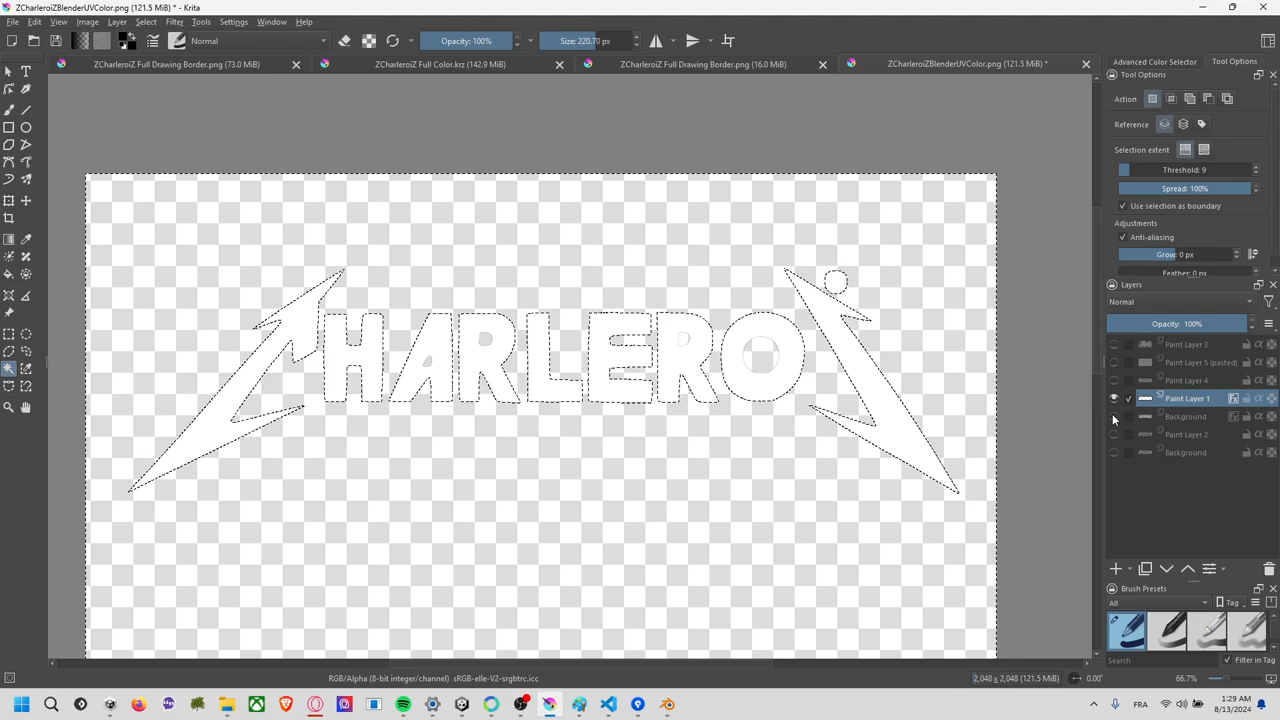 ZCharleroiZBlenderUVColor.png (121.5 MiB) * - Krita
File Edit View Image Layer Select Filter Tools Settings Window Help
Normal Opacity: 100% Size: 220.70 px
ZCharleroiZ Full Drawing Border.png (73.0 MiB) ZCharleroiZ Full Color.krz (142.9 MiB) ZCharleroiZ Full Drawing Border.png (16.0 MiB) ZCharleroiZBlenderUVColor.png (121.5 MiB) *
Advanced Color Selector Tool Options
Tool Options
Action
Reference
Selection extent
Threshold: 9
Spread: 100%
Use selection as boundary
Adjustments
Anti-aliasing
Grow: 0 px
Feather: 0 px
Layers
Normal
Opacity: 100%
Paint Layer 3
Paint Layer 5 (pasted)
Paint Layer 4
Paint Layer 1
Background
Paint Layer 2
Background
HARLERO
Brush Presets
All Tag
Search Filter in Tag
RGB/Alpha (8-bit integer/channel) sRGB-elle-V2-srgbtrc.icc 2,048 x 2,048 (121.5 MiB) 0.00° 66.7%
FRA 1:29 AM
8/13/2024